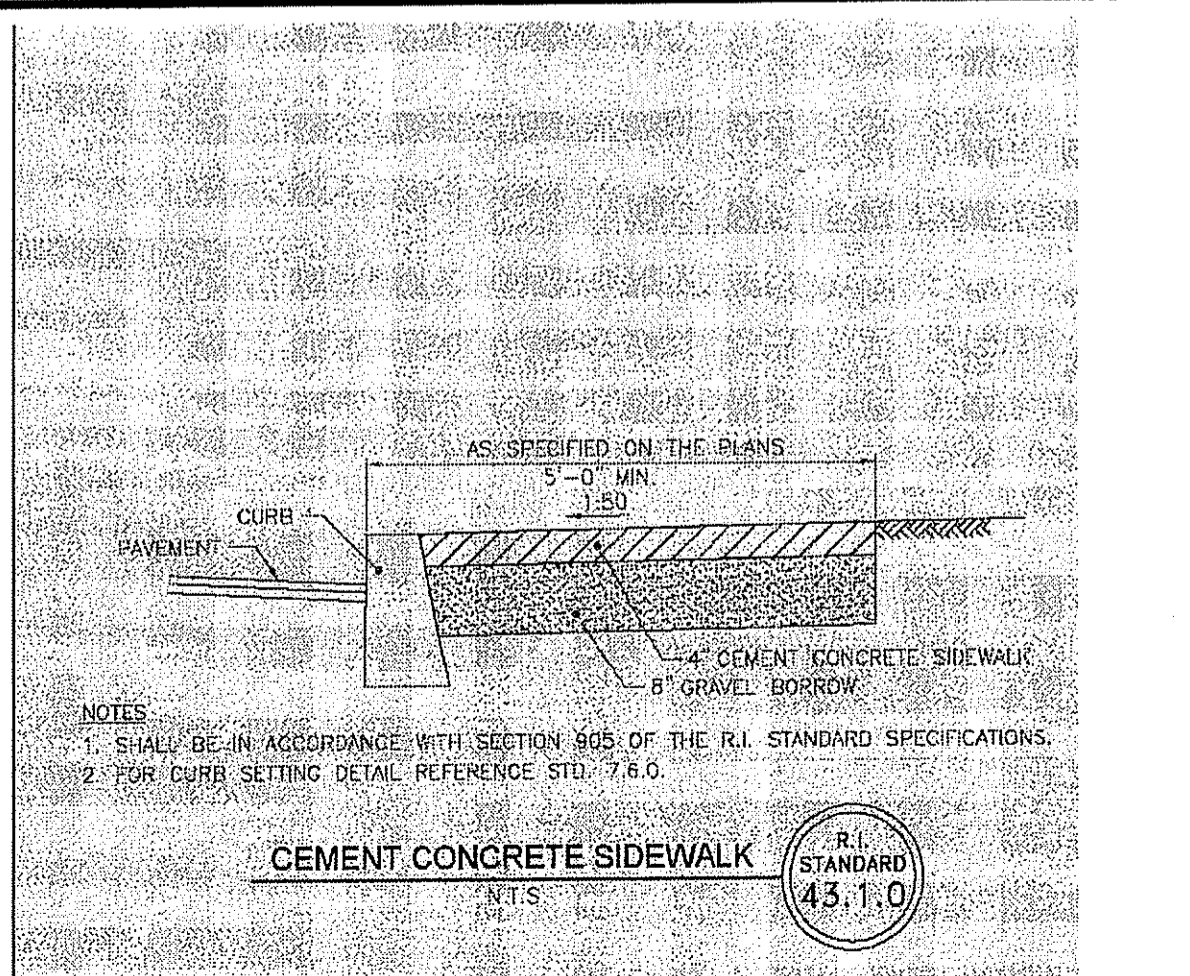 AS SPECIFIED ON THE PLANS
5'-0" MIN.
1:50
CURB
PAVEMENT
4" CEMENT CONCRETE SIDEWALK
8" GRAVEL BORROW
NOTES
1. SHALL BE IN ACCORDANCE WITH SECTION 905 OF THE R.I. STANDARD SPECIFICATIONS.
2. FOR CURB SETTING DETAIL REFERENCE STD. 7.6.0.
CEMENT CONCRETE SIDEWALK
N.T.S
R.I.
STANDARD
43.1.0